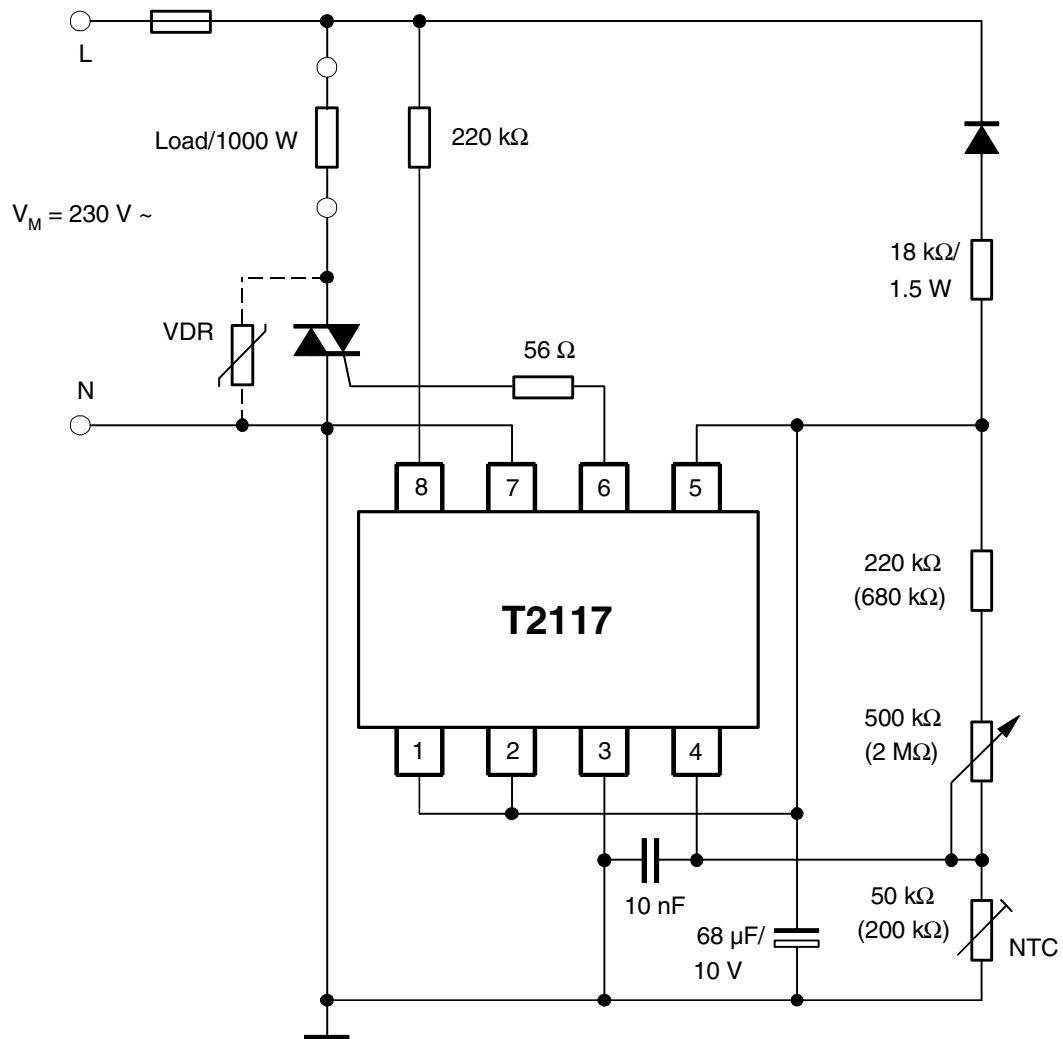 L
Load/1000 W
220 kΩ
V_M = 230 V ~
18 kΩ/
1.5 W
VDR
56 Ω
N
8
7
6
5
220 kΩ
(680 kΩ)
T2117
500 kΩ
(2 MΩ)
1
2
3
4
10 nF
50 kΩ
(200 kΩ)
68 μF/
10 V
NTC